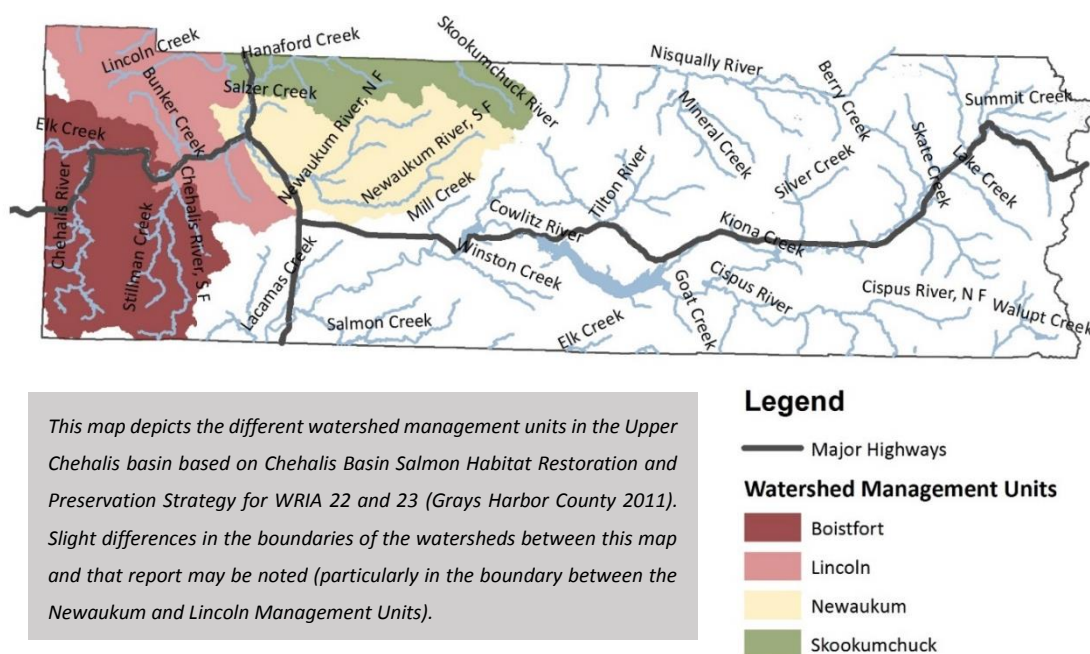 Lincoln Creek
Hanaford Creek
Skookumchuck River
Nisqually River
Berry Creek
Summit Creek
Bunker Creek
Salzer Creek
Newaukum River, N F
Newaukum River, S F
Mineral Creek
Skate Creek
Lake Creek
Elk Creek
Silver Creek
Chehalis River
Chehalis River, S F
Stillman Creek
Mill Creek
Tilton River
Cowlitz River
Kiona Creek
Winston Creek
Lacamas Creek
Salmon Creek
Elk Creek
Goat Creek
Cispus River
Cispus River, N F
Walupt Creek
This map depicts the different watershed management units in the Upper
Chehalis basin based on Chehalis Basin Salmon Habitat Restoration and
Preservation Strategy for WRIA 22 and 23 (Grays Harbor County 2011).
Slight differences in the boundaries of the watersheds between this map
and that report may be noted (particularly in the boundary between the
Newaukum and Lincoln Management Units).
Legend
Major Highways
Watershed Management Units
Boistfort
Lincoln
Newaukum
Skookumchuck